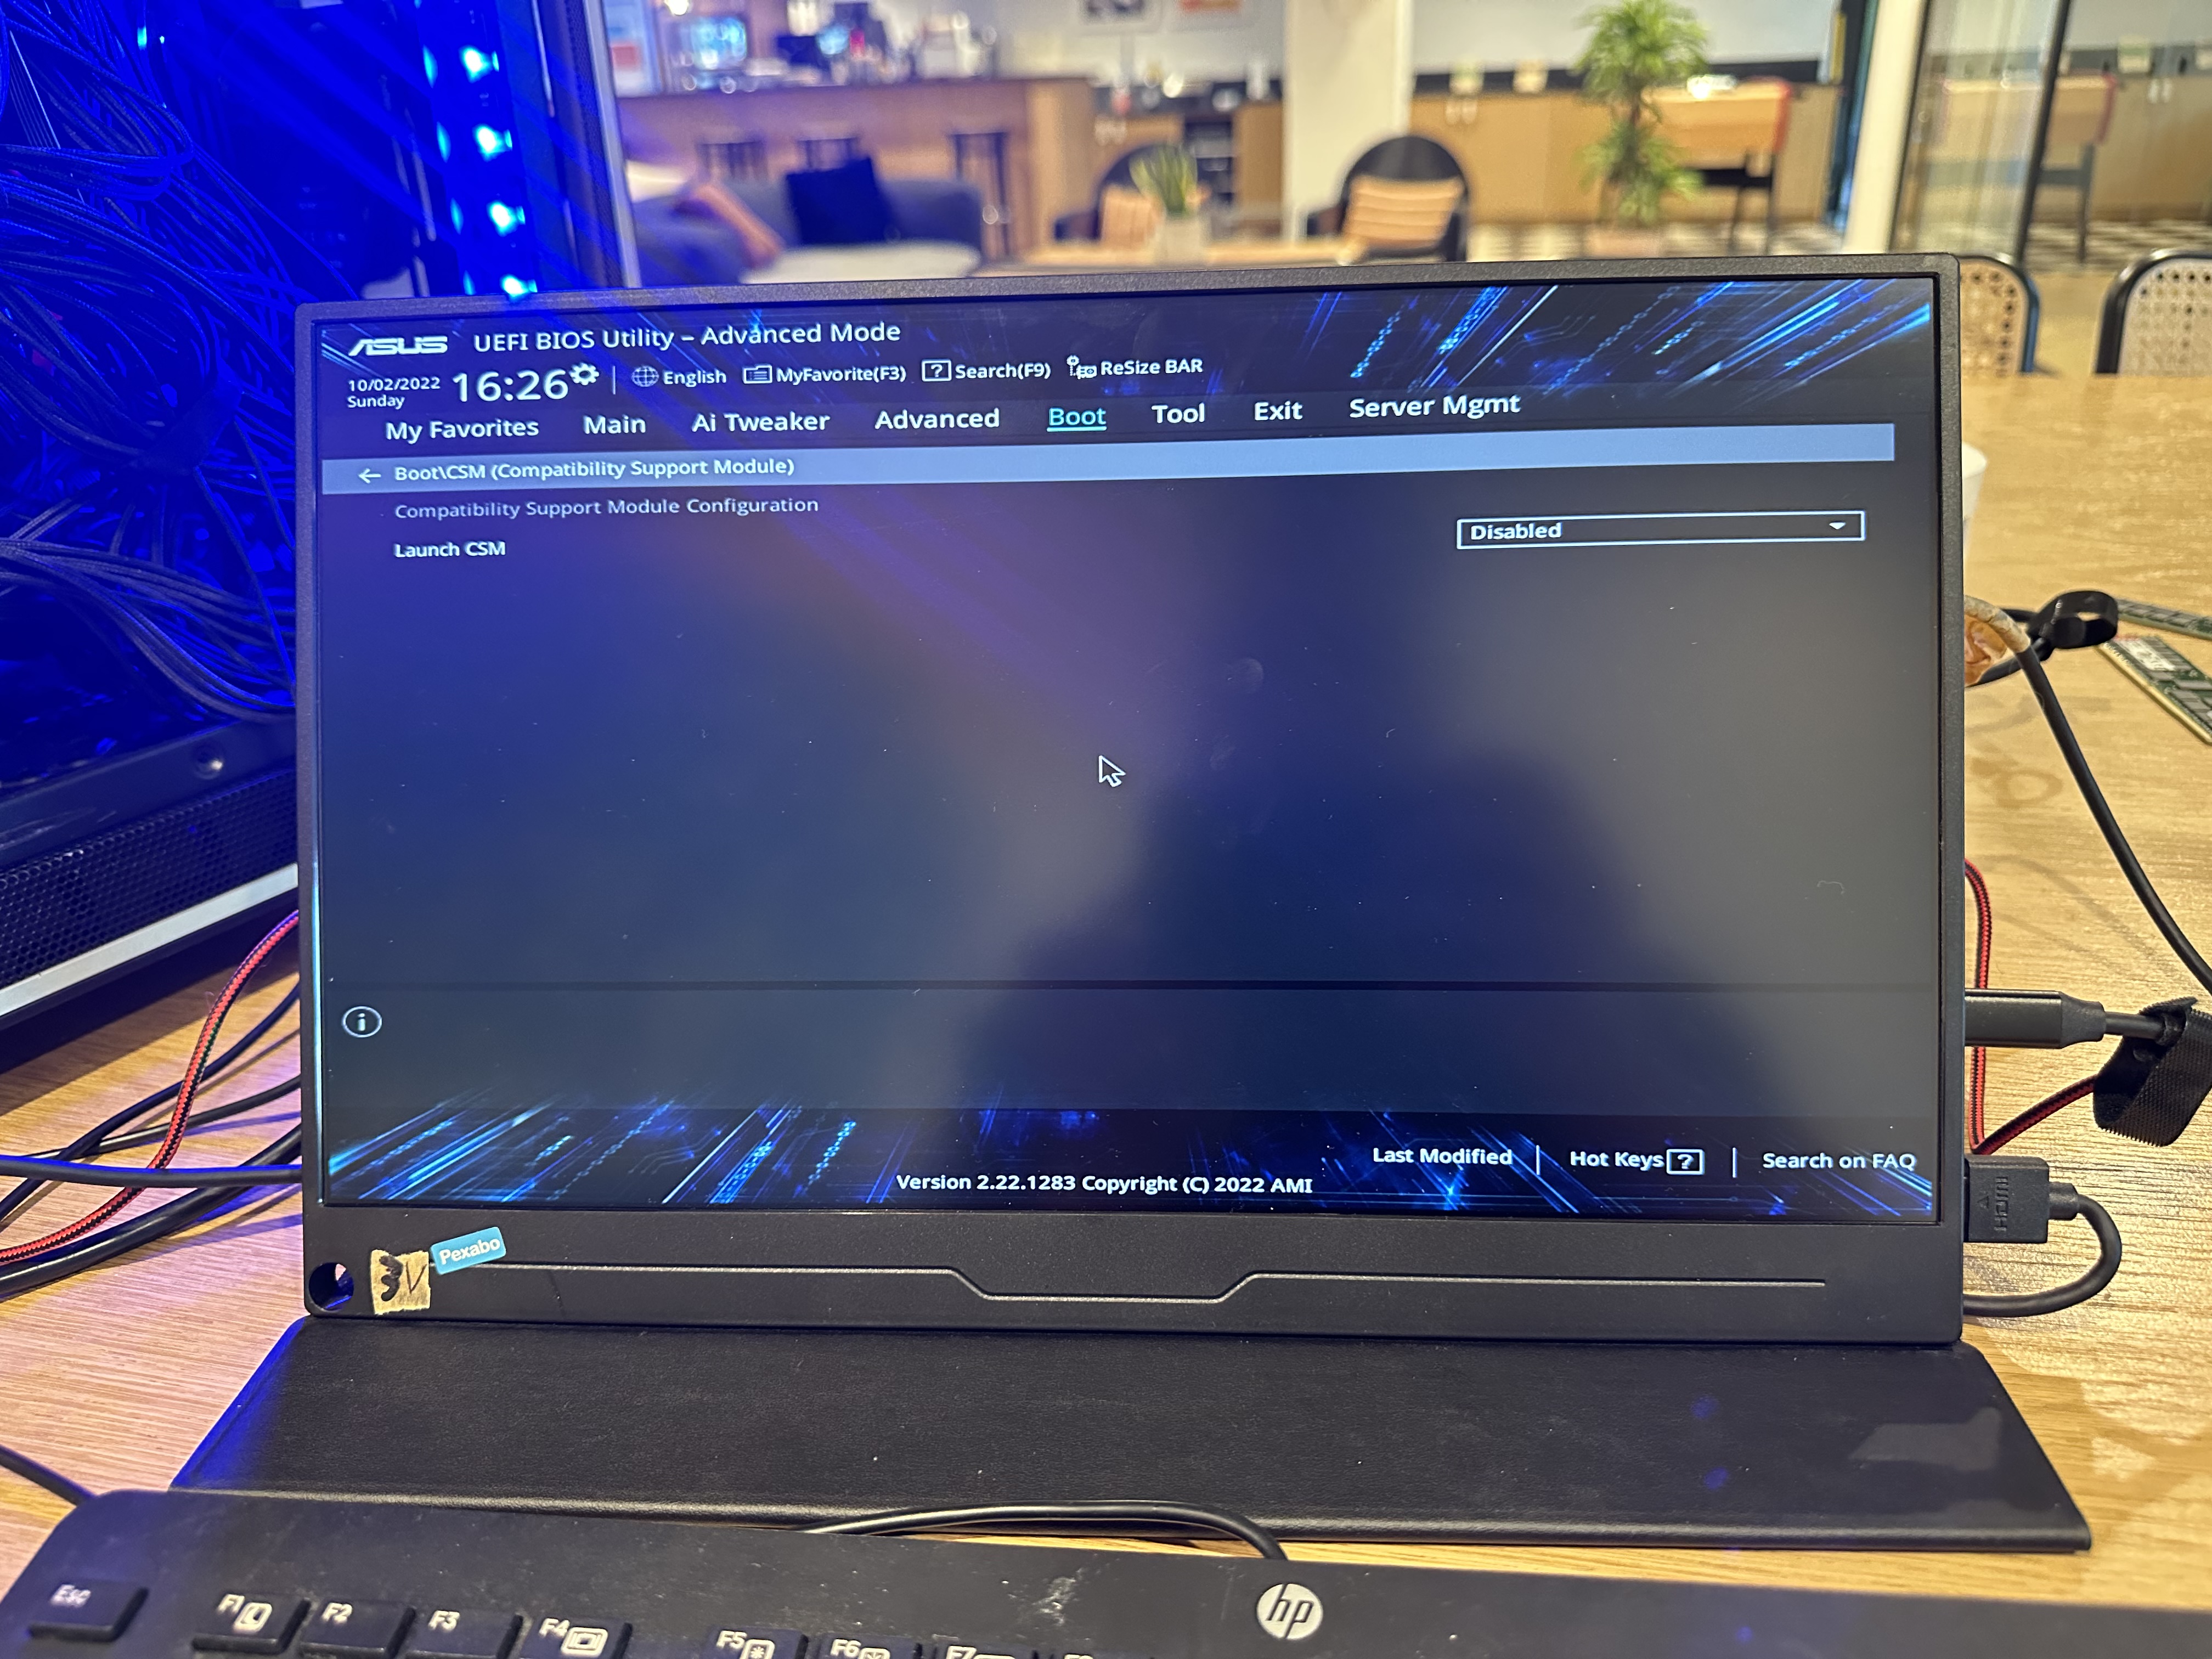 ASUS UEFI BIOS Utility – Advanced Mode
10/02/2022
Sunday
16:26
English
MyFavorite(F3)
? Search(F9)
ReSize BAR
My Favorites Main Ai Tweaker Advanced Boot Tool Exit Server Mgmt
← Boot\CSM (Compatibility Support Module)
Compatibility Support Module Configuration
Launch CSM
Disabled
i
Last Modified | Hot Keys ? | Search on FAQ
Version 2.22.1283 Copyright (C) 2022 AMI
Pexabo
HDMI
hp
Esc F1 F2 F3 F4 F5 F6 F7